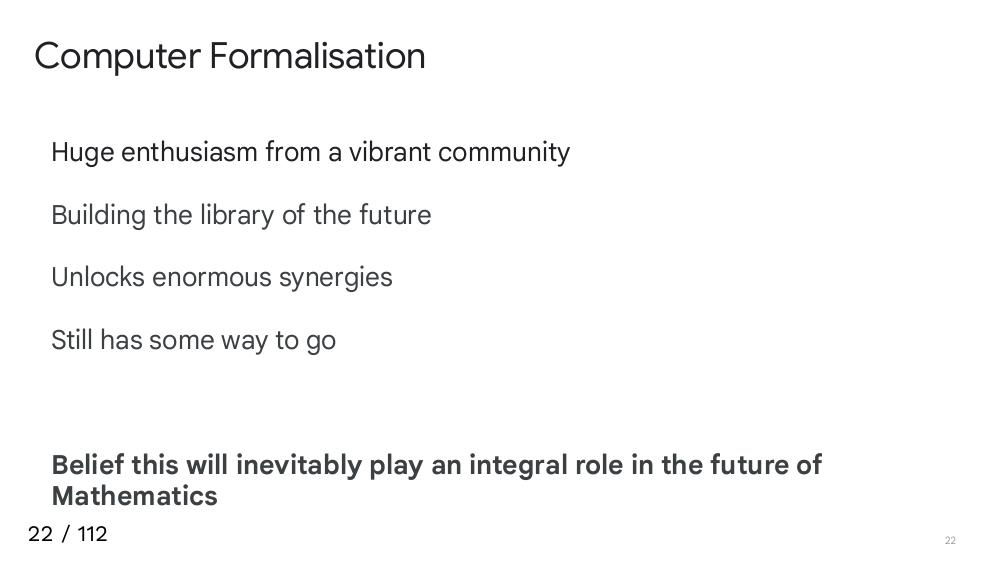 Computer Formalisation
Huge enthusiasm from a vibrant community
Building the library of the future
Unlocks enormous synergies
Still has some way to go
Belief this will inevitably play an integral role in the future of
Mathematics
22 / 112
22